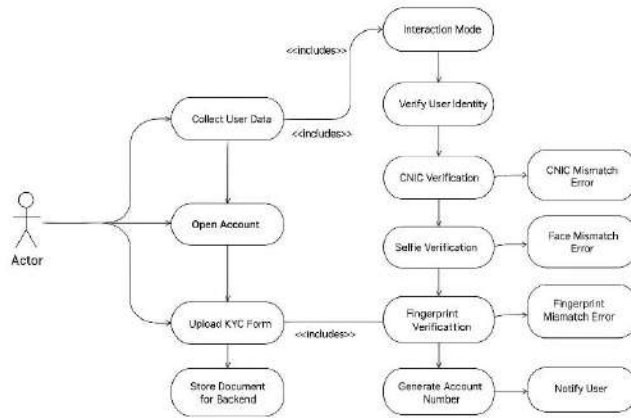 Interaction Mode
<<includes>>
Verify User Identity
Collect User Data
<<includes>>
CNIC Verification
CNIC Mismatch
Error
Actor
Open Account
Selfie Verification
Face Mismatch
Error
Upload KYC Form
<<includes>>
Fingerprint
Verificattion
Fingerprint
Mismatch Error
Store Document
for Backend
Generate Account
Number
Notify User